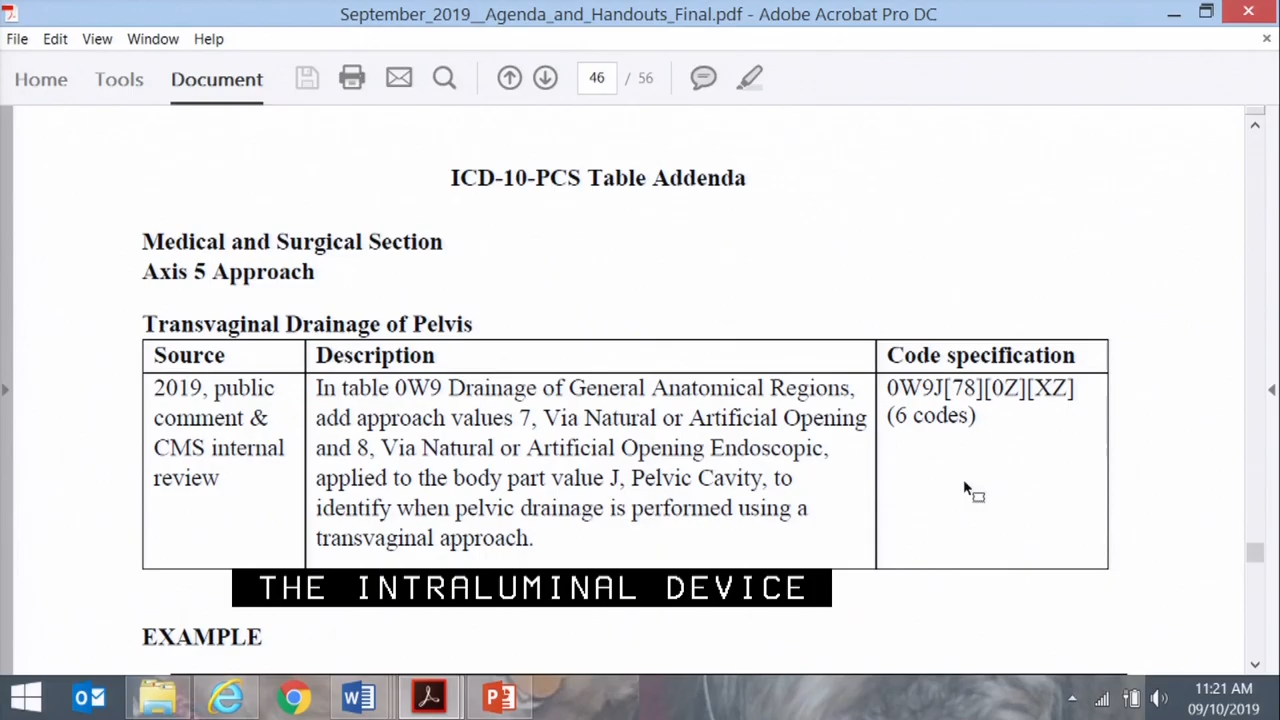 September_2019__Agenda_and_Handouts_Final.pdf - Adobe Acrobat Pro DC
File Edit View Window Help
Home Tools Document 46 / 56
ICD-10-PCS Table Addenda
Medical and Surgical Section
Axis 5 Approach
Transvaginal Drainage of Pelvis
Source Description Code specification
2019, public In table 0W9 Drainage of General Anatomical Regions, 0W9J[78][0Z][XZ]
comment & add approach values 7, Via Natural or Artificial Opening (6 codes)
CMS internal and 8, Via Natural or Artificial Opening Endoscopic,
review applied to the body part value J, Pelvic Cavity, to
identify when pelvic drainage is performed using a
transvaginal approach.
THE INTRALUMINAL DEVICE
EXAMPLE
11:21 AM
09/10/2019